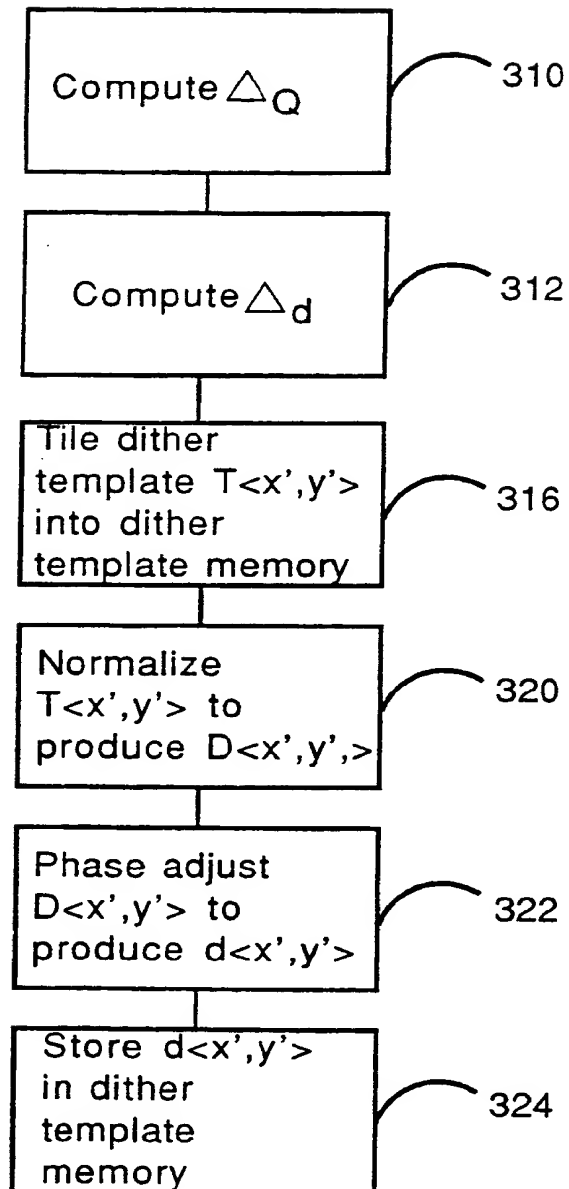 Compute △Q
310
Compute △d
312
Tile dither
template T<x',y'>
into dither
template memory
316
Normalize
T<x',y'> to
produce D<x',y',>
320
Phase adjust
D<x',y'> to
produce d<x',y'>
322
Store d<x',y'>
in dither
template
memory
324